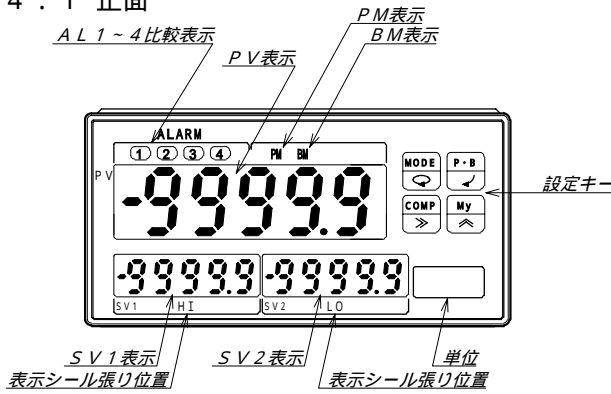 4．1 正面
ＰＭ表示
ＡＬ１~４比較表示
ＢＭ表示
ＰＶ表示
ALARM
1 2 3 4 PM BM
PV
-9999.9
MODE P・B
設定キー
COMP My
-9999.9 -9999.9
SV1 HI SV2 LO
ＳＶ１表示 ＳＶ２表示 単位
表示シール張り位置 表示シール張り位置